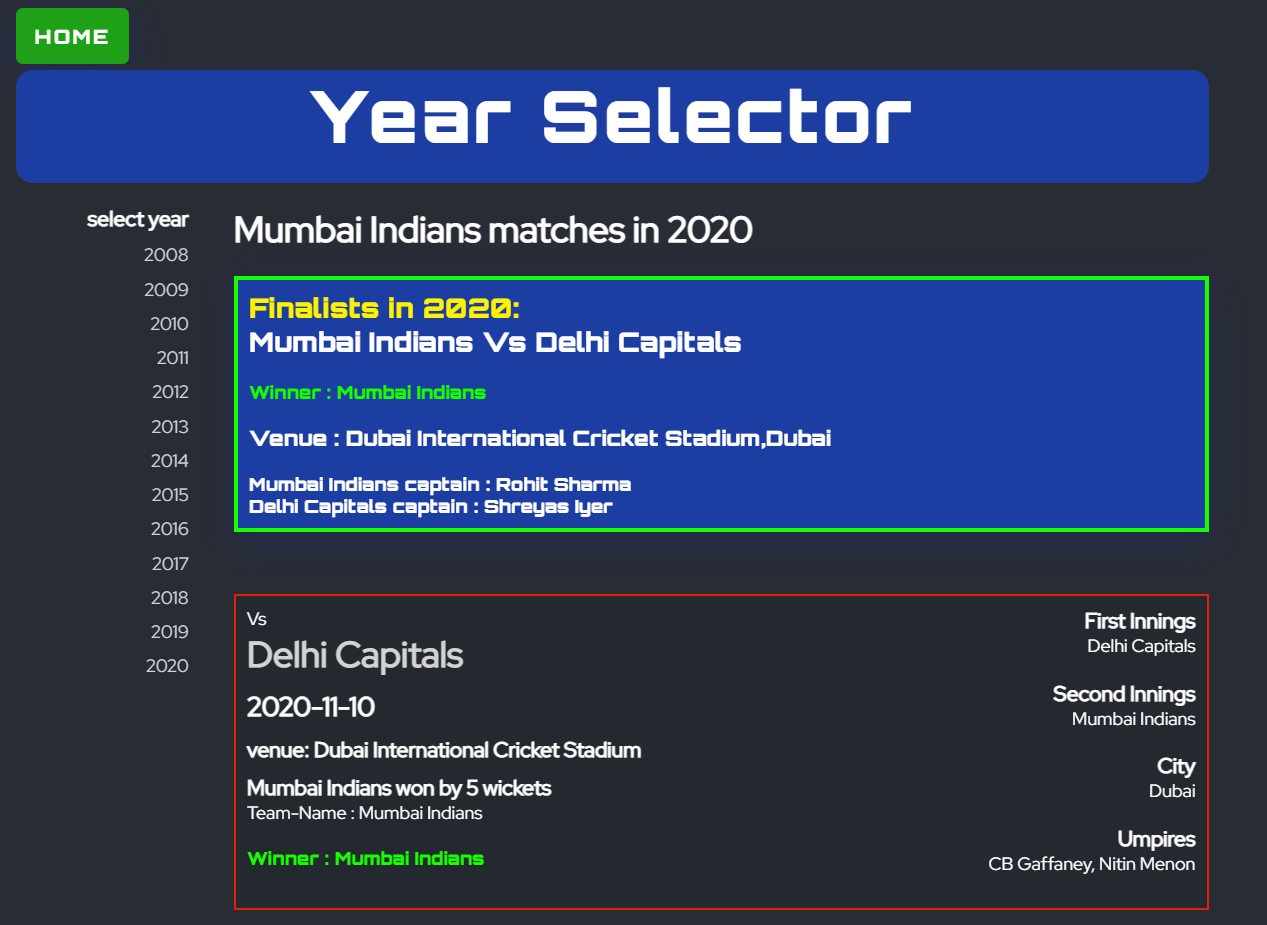 HOME
Year Selector
select year
2008
2009
2010
2011
2012
2013
2014
2015
2016
2017
2018
2019
2020
Mumbai Indians matches in 2020
Finalists in 2020:
Mumbai Indians Vs Delhi Capitals
Winner : Mumbai Indians
Venue : Dubai International Cricket Stadium,Dubai
Mumbai Indians captain : Rohit Sharma
Delhi Capitals captain : Shreyas Iyer
Vs
Delhi Capitals
2020-11-10
venue: Dubai International Cricket Stadium
Mumbai Indians won by 5 wickets
Team-Name : Mumbai Indians
Winner : Mumbai Indians
First Innings
Delhi Capitals
Second Innings
Mumbai Indians
City
Dubai
Umpires
CB Gaffaney, Nitin Menon